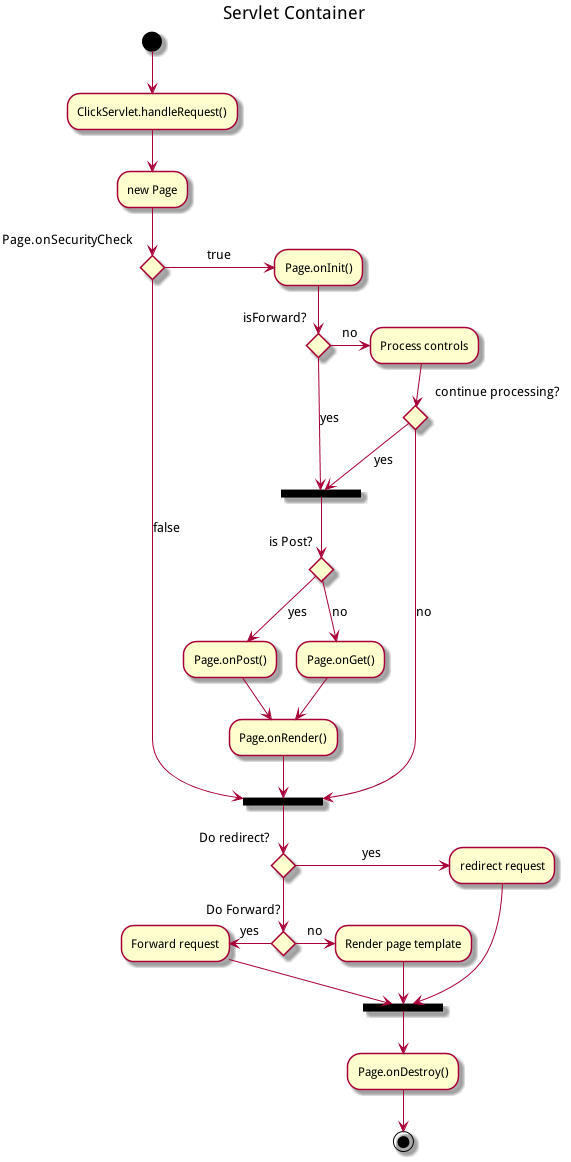 Servlet Container
ClickServlet.handleRequest()
new Page
Page.onSecurityCheck
true
Page.onInit()
isForward?
no
Process controls
continue processing?
yes
yes
false
is Post?
yes
no
no
Page.onPost()
Page.onGet()
Page.onRender()
Do redirect?
yes
redirect request
Do Forward?
yes
no
Forward request
Render page template
Page.onDestroy()